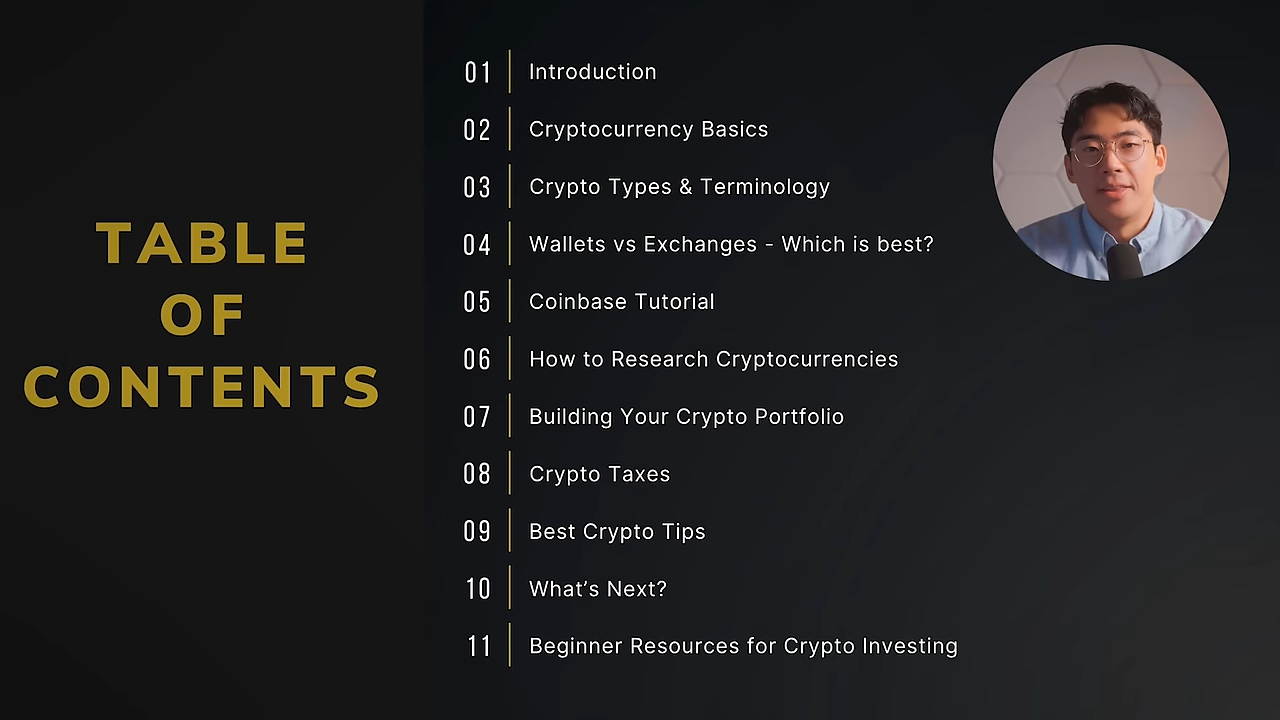 TABLE
OF
CONTENTS
01 Introduction
02 Cryptocurrency Basics
03 Crypto Types & Terminology
04 Wallets vs Exchanges - Which is best?
05 Coinbase Tutorial
06 How to Research Cryptocurrencies
07 Building Your Crypto Portfolio
08 Crypto Taxes
09 Best Crypto Tips
10 What’s Next?
11 Beginner Resources for Crypto Investing